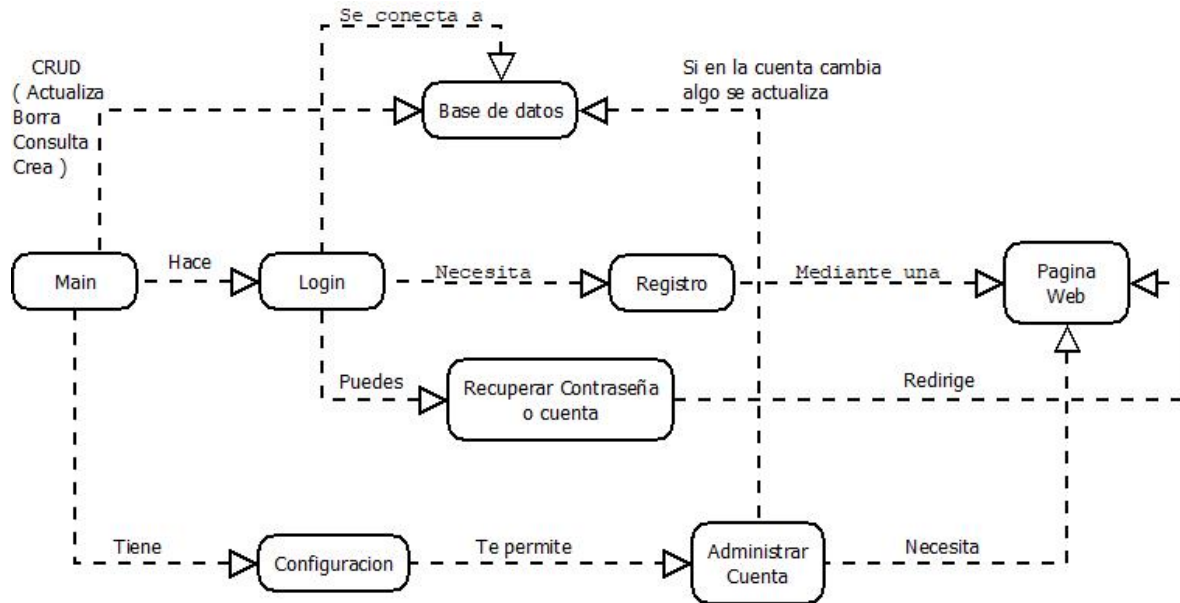 Se conecta a
CRUD
( Actualiza
Borra
Consulta
Crea )
Base de datos
Si en la cuenta cambia
algo se actualiza
Main
Hace
Login
Necesita
Registro
Mediante una
Pagina
Web
Puedes
Recuperar Contraseña
o cuenta
Redirige
Tiene
Configuracion
Te permite
Administrar
Cuenta
Necesita